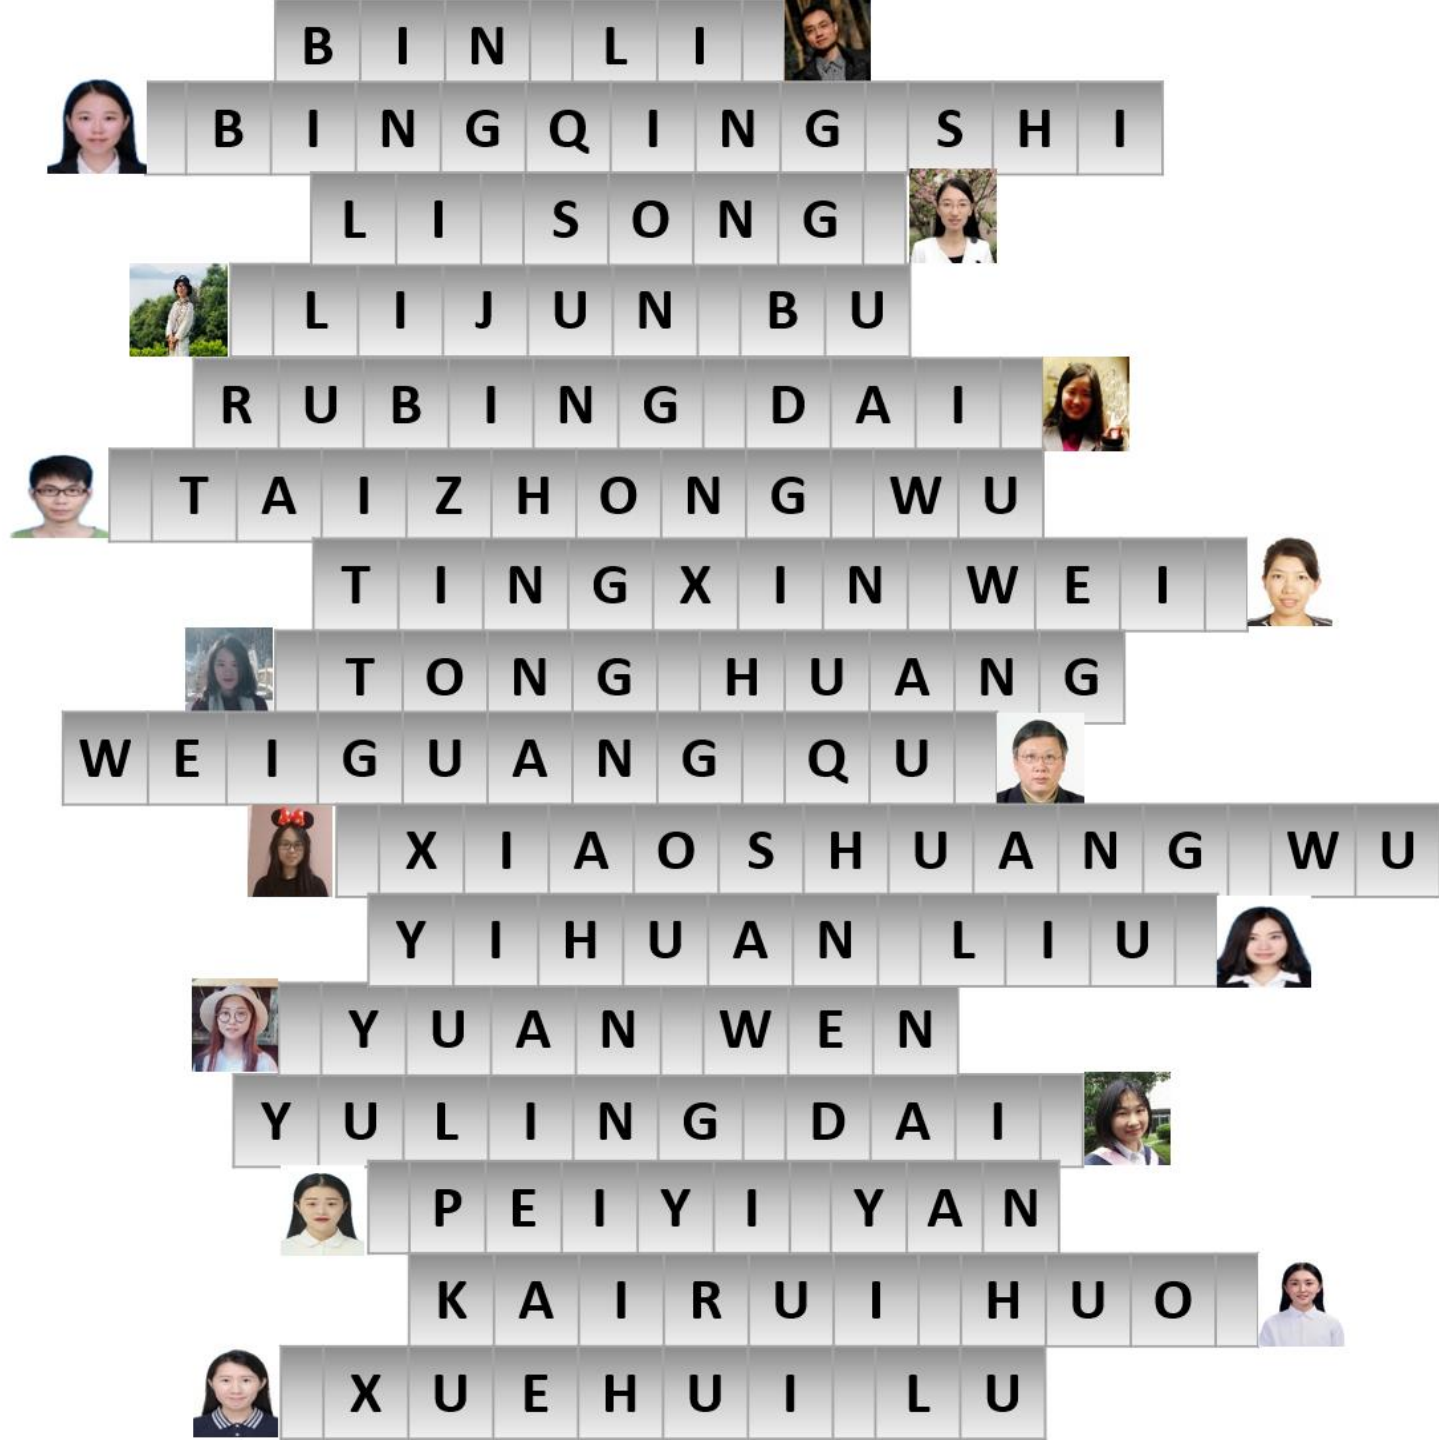 BIN LI
BINGQING SHI
LI SONG
LIJUN BU
RUBING DAI
TAIZHONG WU
TINGXIN WEI
TONG HUANG
WEIGUANG QU
XIAOSHUANG WU
YIHUAN LIU
YUAN WEN
YULING DAI
PEIYI YAN
KAIRUI HUO
XUEHUI LU